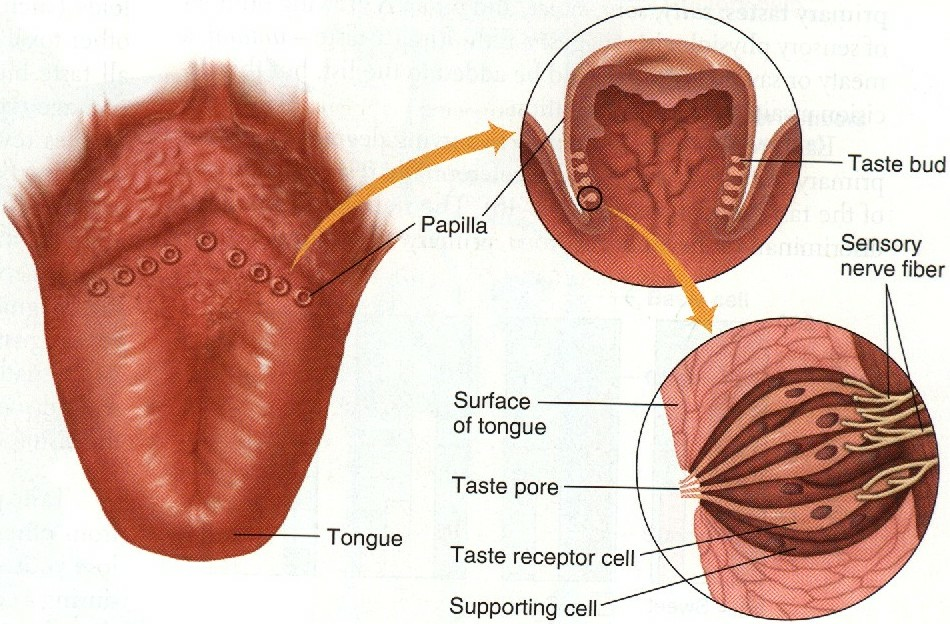 Taste bud
Papilla
Sensory
nerve fiber
Surface
of tongue
Taste pore
Tongue
Taste receptor cell
Supporting cell